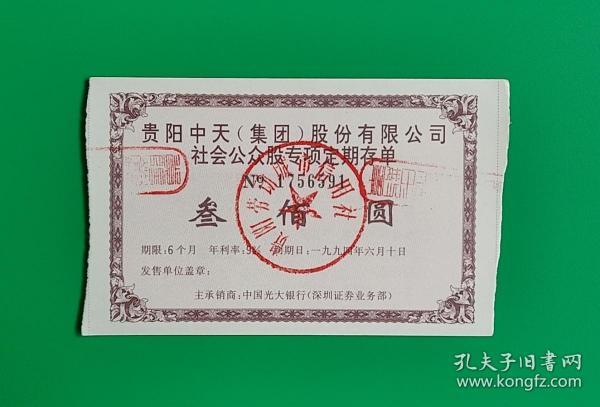 贵阳中天(集团)股份有限公司
社会公众股专项定期存单
№ 1756391
叁佰圆
期限:6个月 年利率:9% 到期日:一九九四年六月十日
发售单位盖章:
主承销商:中国光大银行(深圳证券业务部)
孔夫子旧书网
www.kongfz.com